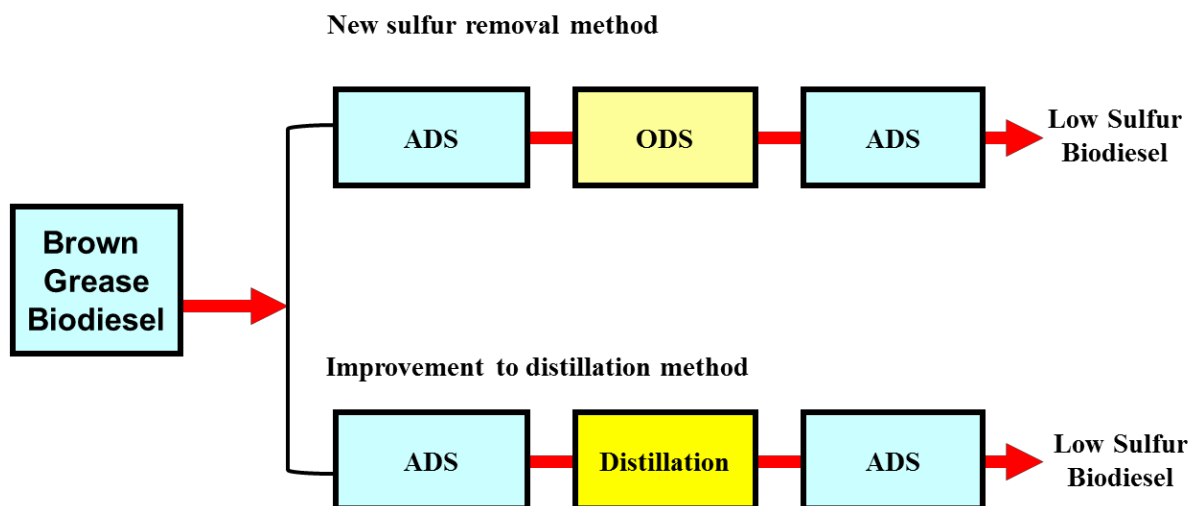 New sulfur removal method
ADS
ODS
ADS
Low Sulfur
Biodiesel
Brown
Grease
Biodiesel
Improvement to distillation method
ADS
Distillation
ADS
Low Sulfur
Biodiesel